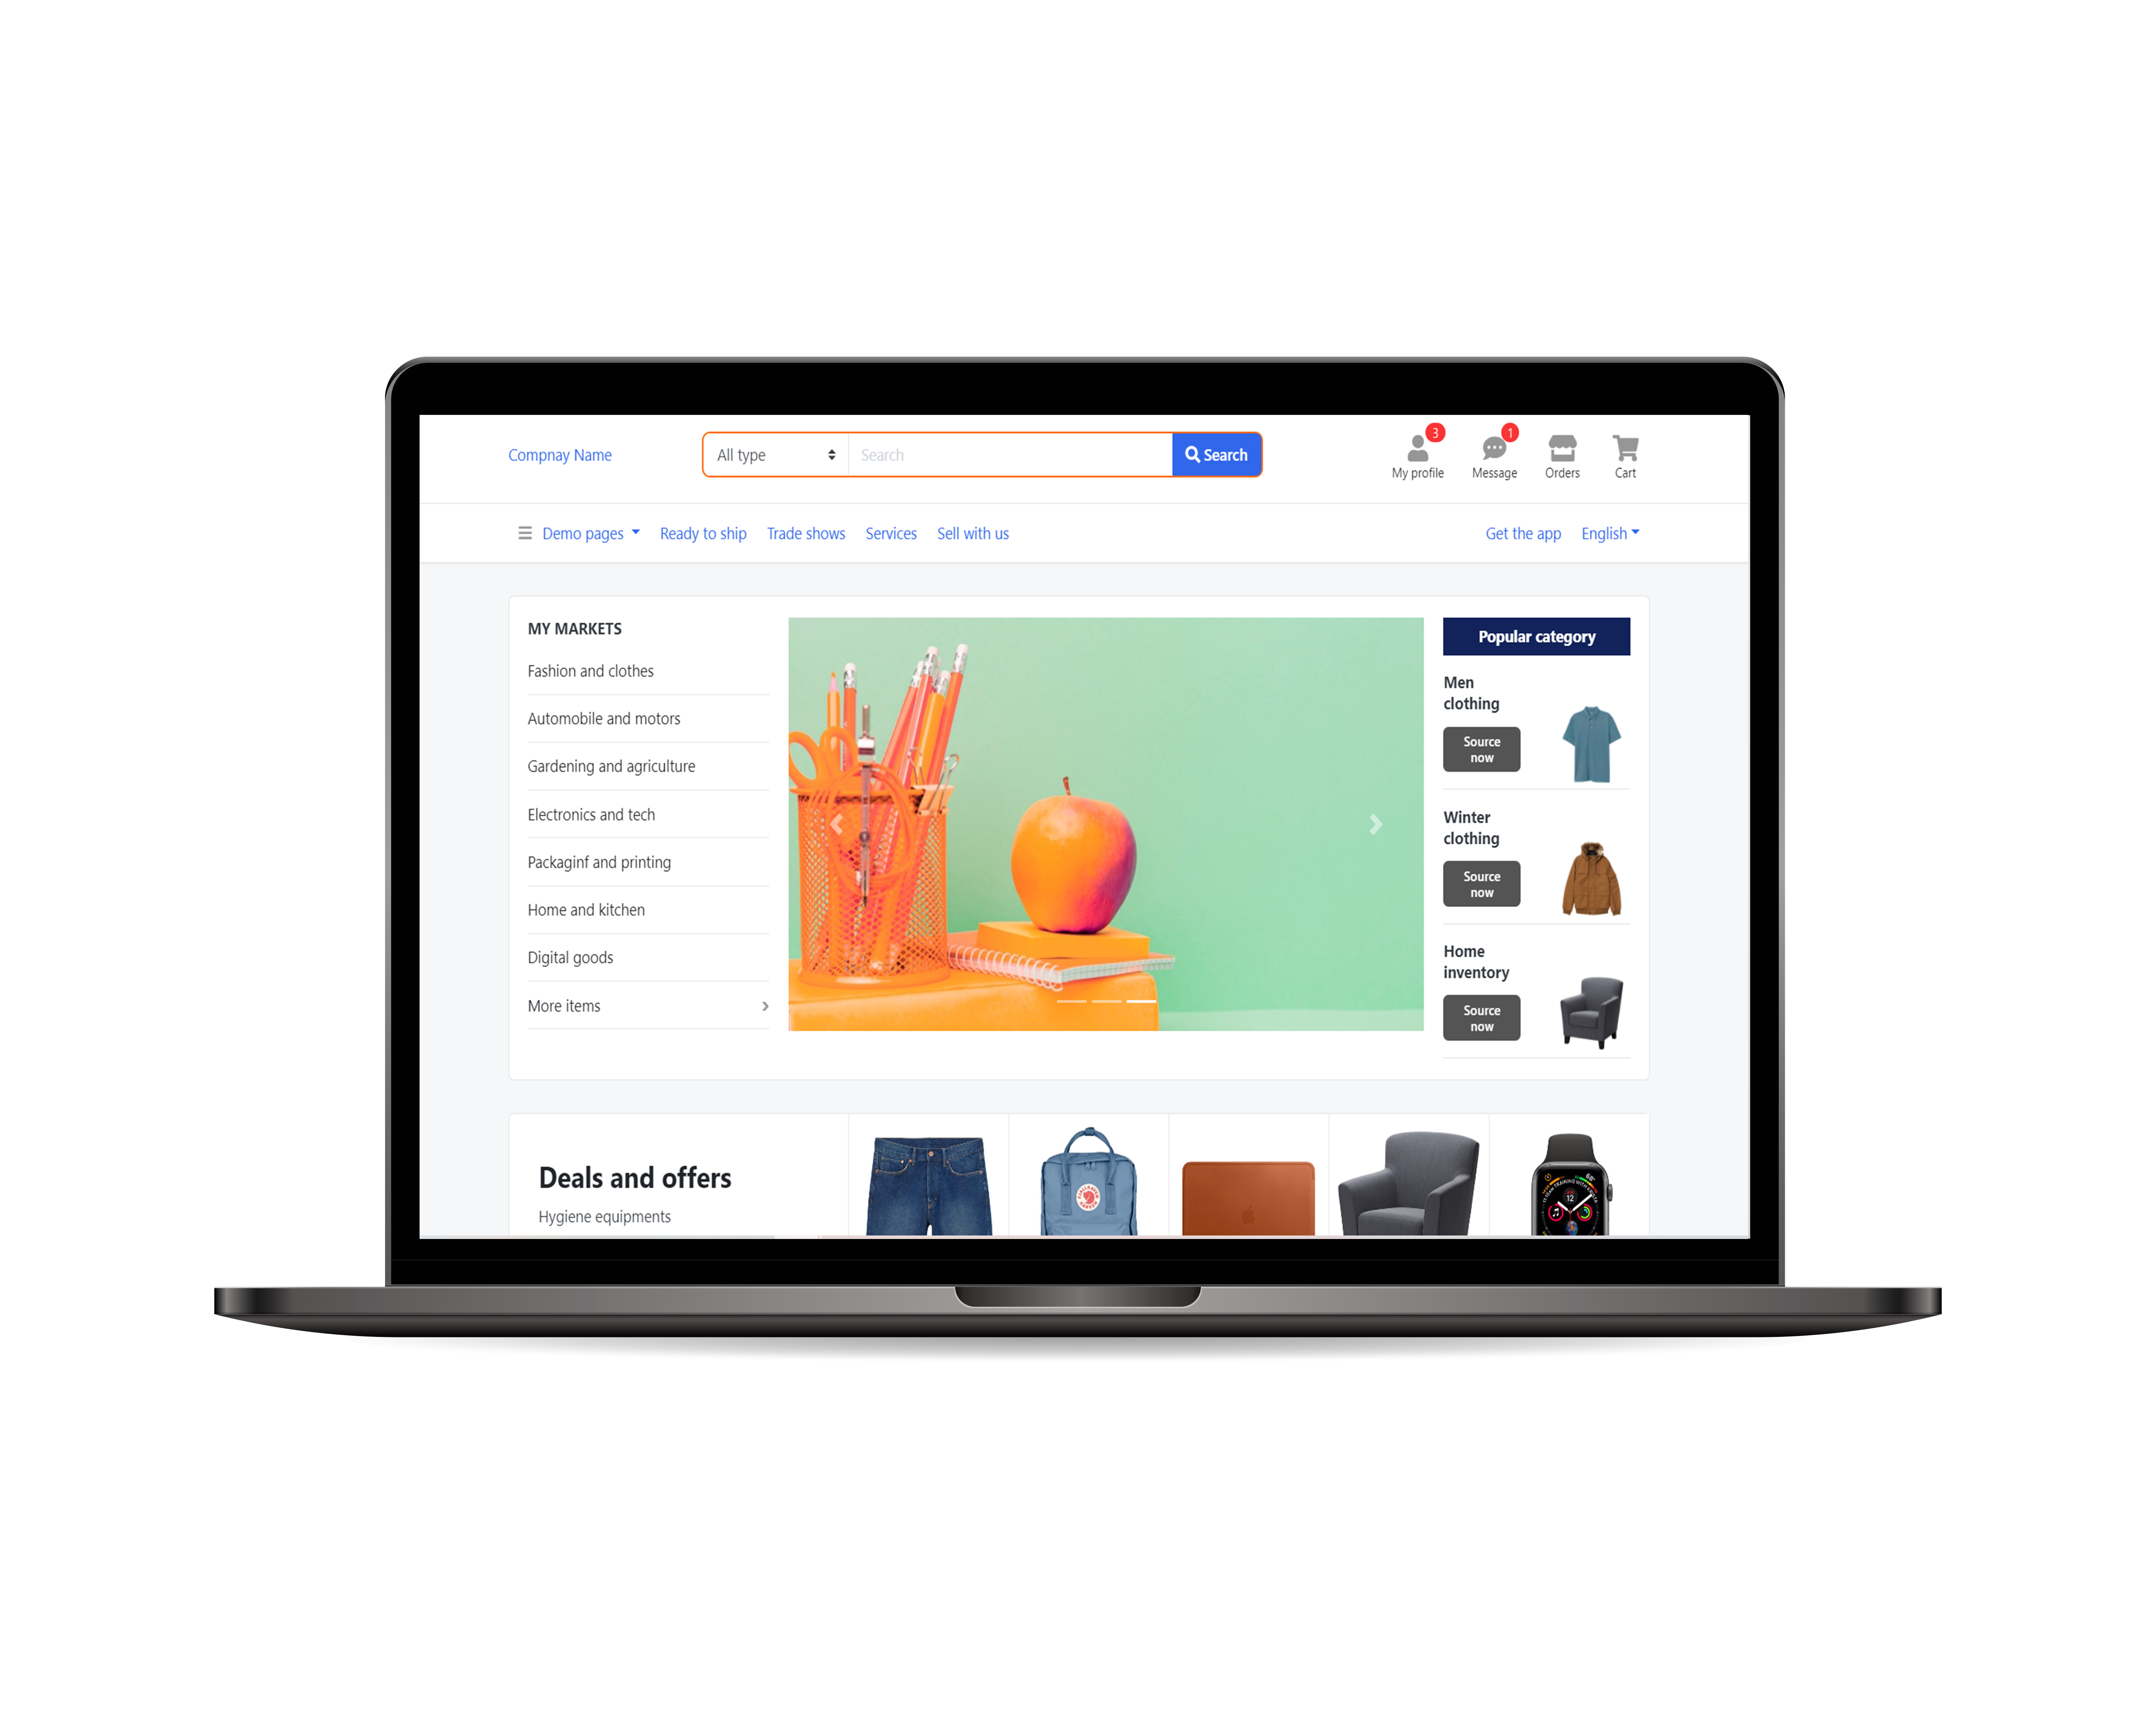 Compnay Name
All type
Search
Search
3
1
My profile
Message
Orders
Cart
Demo pages
Ready to ship
Trade shows
Services
Sell with us
Get the app
English
MY MARKETS
Fashion and clothes
Automobile and motors
Gardening and agriculture
Electronics and tech
Packaginf and printing
Home and kitchen
Digital goods
More items
Popular category
Men
clothing
Source
now
Winter
clothing
Source
now
Home
inventory
Source
now
Deals and offers
Hygiene equipments
12